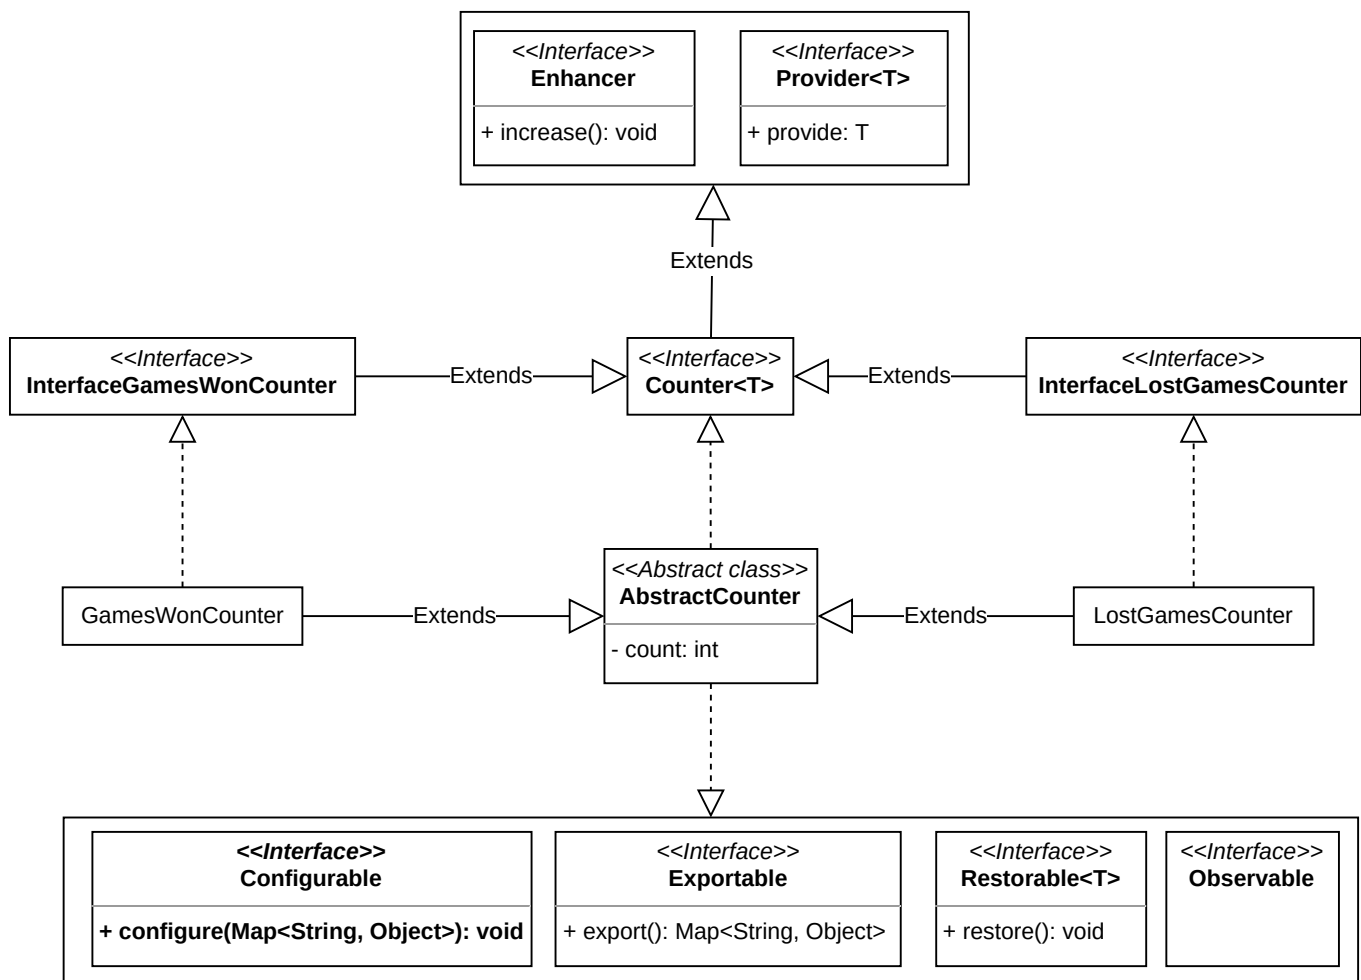 <<Interface>>
Enhancer
+ increase(): void
<<Interface>>
Provider<T>
+ provide: T
Extends
<<Interface>>
InterfaceGamesWonCounter
Extends
<<Interface>>
Counter<T>
Extends
<<Interface>>
InterfaceLostGamesCounter
GamesWonCounter
Extends
<<Abstract class>>
AbstractCounter
- count: int
Extends
LostGamesCounter
<<Interface>>
Configurable
+ configure(Map<String, Object>): void
<<Interface>>
Exportable
+ export(): Map<String, Object>
<<Interface>>
Restorable<T>
+ restore(): void
<<Interface>>
Observable